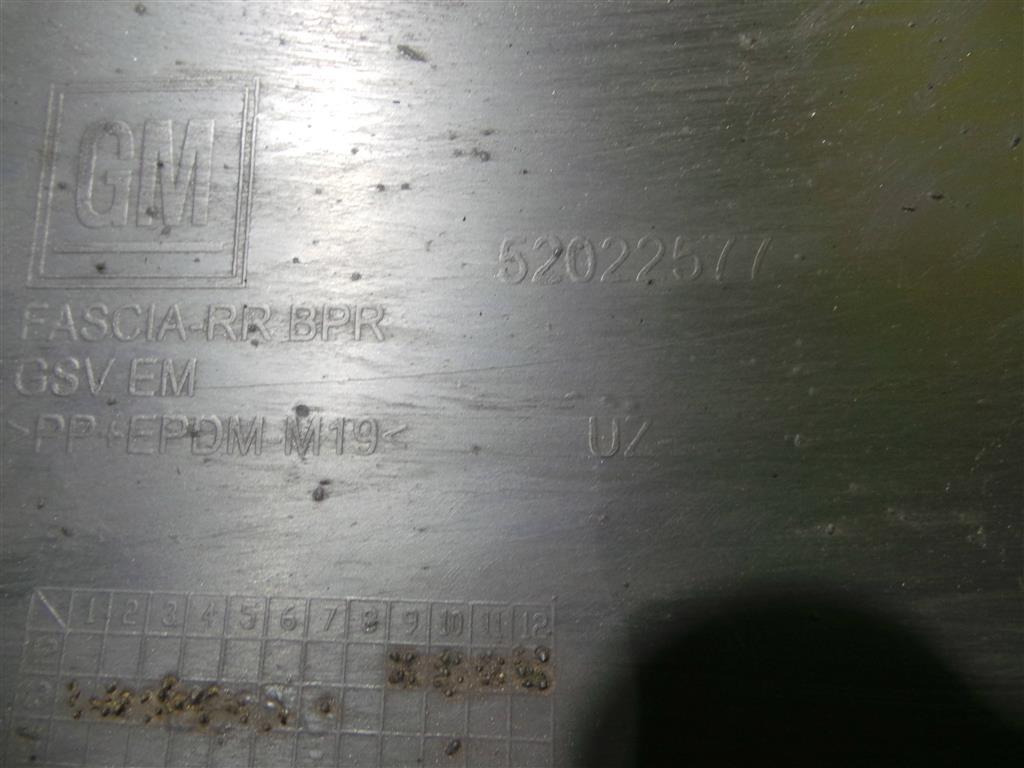 GM
52022577
FASCIA-RR BPR
GSV EM
>PP+EPDM-M19<
UZ
1 2 3 4 5 6 7 8 9 10 11 12